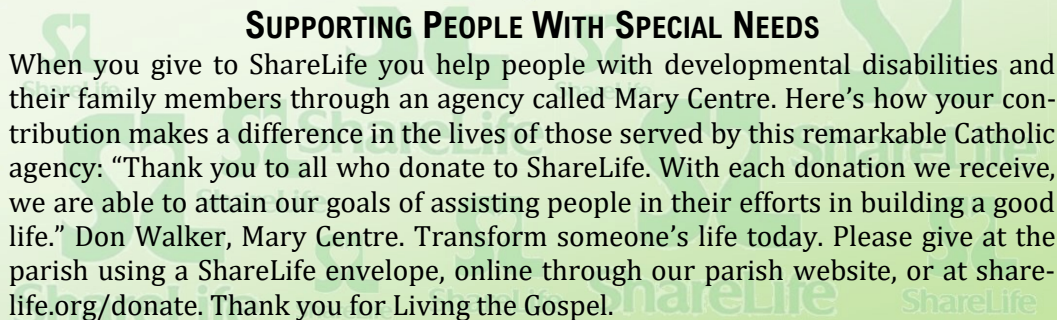 SUPPORTING PEOPLE WITH SPECIAL NEEDS
When you give to ShareLife you help people with developmental disabilities and
their family members through an agency called Mary Centre. Here’s how your con-
tribution makes a difference in the lives of those served by this remarkable Catholic
agency: “Thank you to all who donate to ShareLife. With each donation we receive,
we are able to attain our goals of assisting people in their efforts in building a good
life.” Don Walker, Mary Centre. Transform someone’s life today. Please give at the
parish using a ShareLife envelope, online through our parish website, or at share-
life.org/donate. Thank you for Living the Gospel.
ShareLife